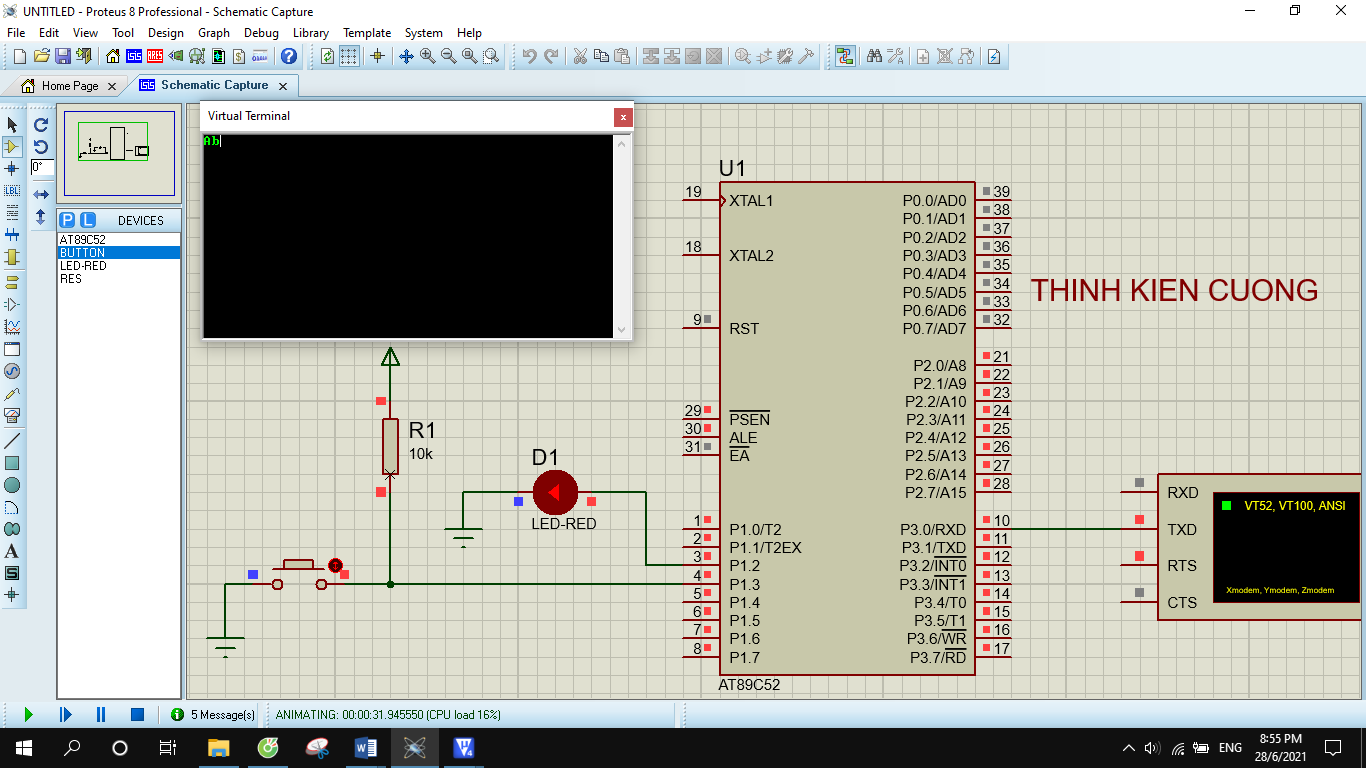 UNTITLED - Proteus 8 Professional - Schematic Capture
File Edit View Tool Design Graph Debug Library Template System Help
Home Page Schematic Capture
Virtual Terminal
Ab
0°
LBL
P L DEVICES
AT89C52
BUTTON
LED-RED
RES
U1
19 XTAL1
18 XTAL2
9 RST
29 PSEN
30 ALE
31 EA
1 P1.0/T2
2 P1.1/T2EX
3 P1.2
4 P1.3
5 P1.4
6 P1.5
7 P1.6
8 P1.7
P0.0/AD0 39
P0.1/AD1 38
P0.2/AD2 37
P0.3/AD3 36
P0.4/AD4 35
P0.5/AD5 34
P0.6/AD6 33
P0.7/AD7 32
P2.0/A8 21
P2.1/A9 22
P2.2/A10 23
P2.3/A11 24
P2.4/A12 25
P2.5/A13 26
P2.6/A14 27
P2.7/A15 28
P3.0/RXD 10
P3.1/TXD 11
P3.2/INT0 12
P3.3/INT1 13
P3.4/T0 14
P3.5/T1 15
P3.6/WR 16
P3.7/RD 17
AT89C52
THINH KIEN CUONG
R1
10k
D1
LED-RED
RXD
TXD
RTS
CTS
VT52, VT100, ANSI
Xmodem, Ymodem, Zmodem
5 Message(s) ANIMATING: 00:00:31.945550 (CPU load 16%)
ENG
8:55 PM
28/6/2021